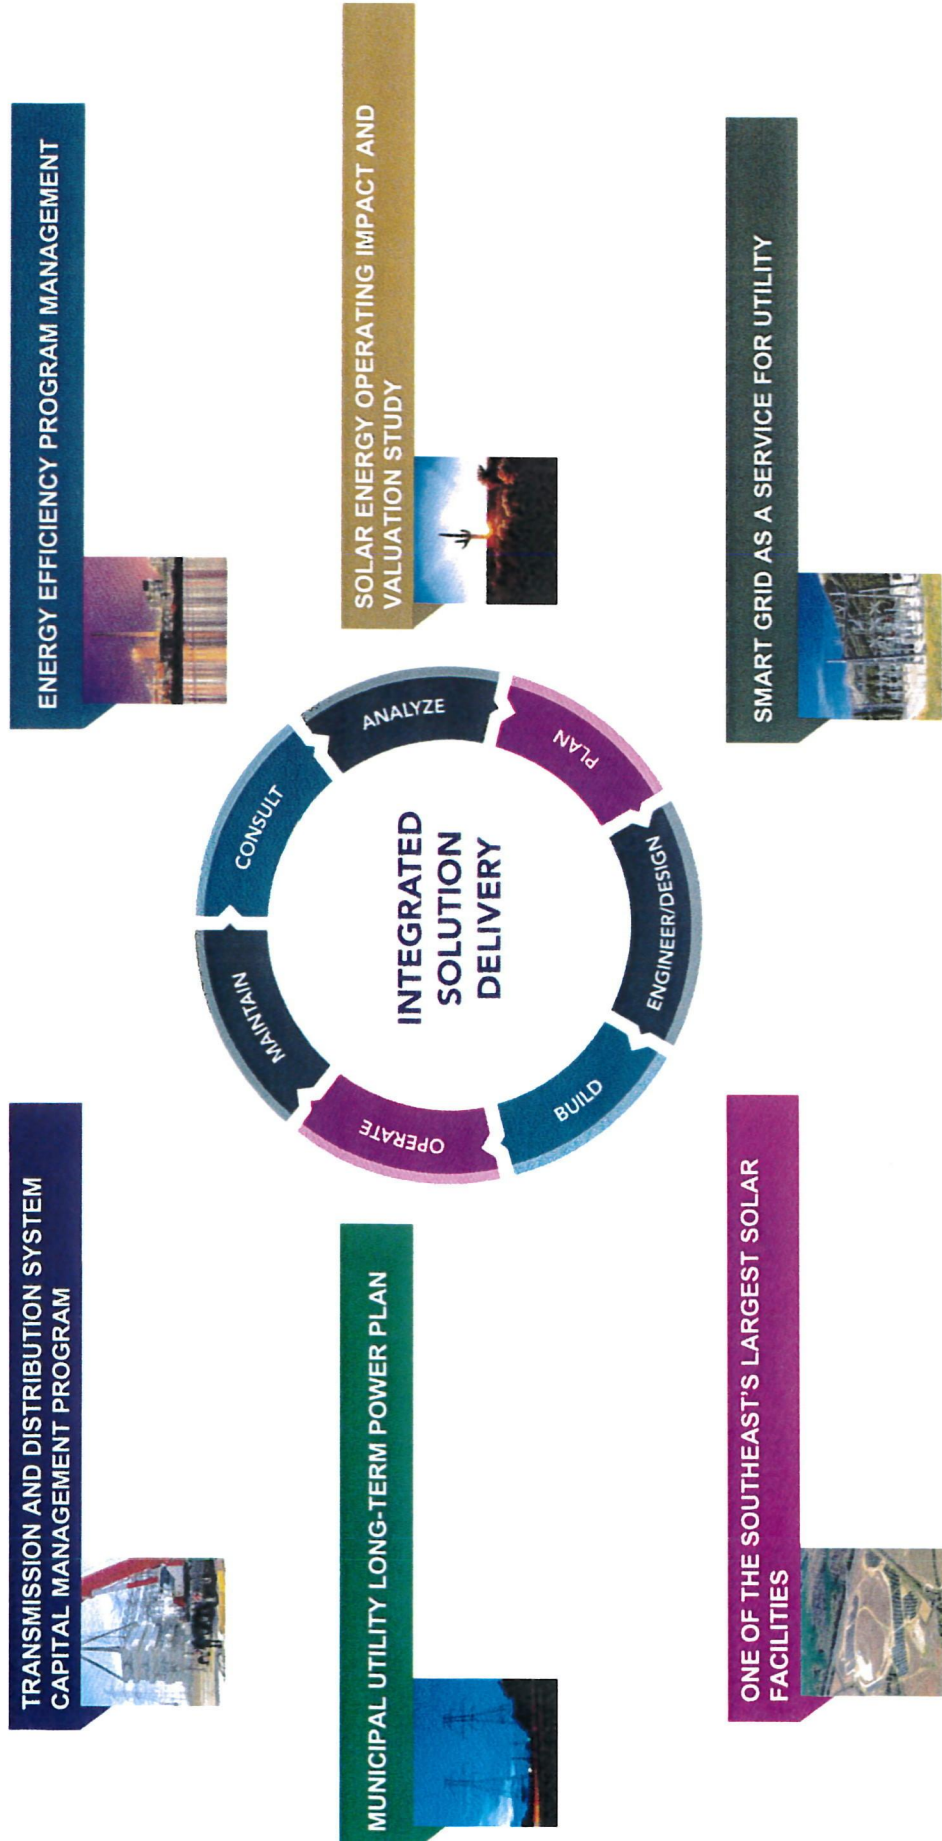 TRANSMISSION AND DISTRIBUTION SYSTEM
CAPITAL MANAGEMENT PROGRAM
ENERGY EFFICIENCY PROGRAM MANAGEMENT
MUNICIPAL UTILITY LONG-TERM POWER PLAN
SOLAR ENERGY OPERATING IMPACT AND
VALUATION STUDY
ONE OF THE SOUTHEAST'S LARGEST SOLAR
FACILITIES
SMART GRID AS A SERVICE FOR UTILITY
INTEGRATED
SOLUTION
DELIVERY
CONSULT
ANALYZE
PLAN
ENGINEER/DESIGN
BUILD
OPERATE
MAINTAIN